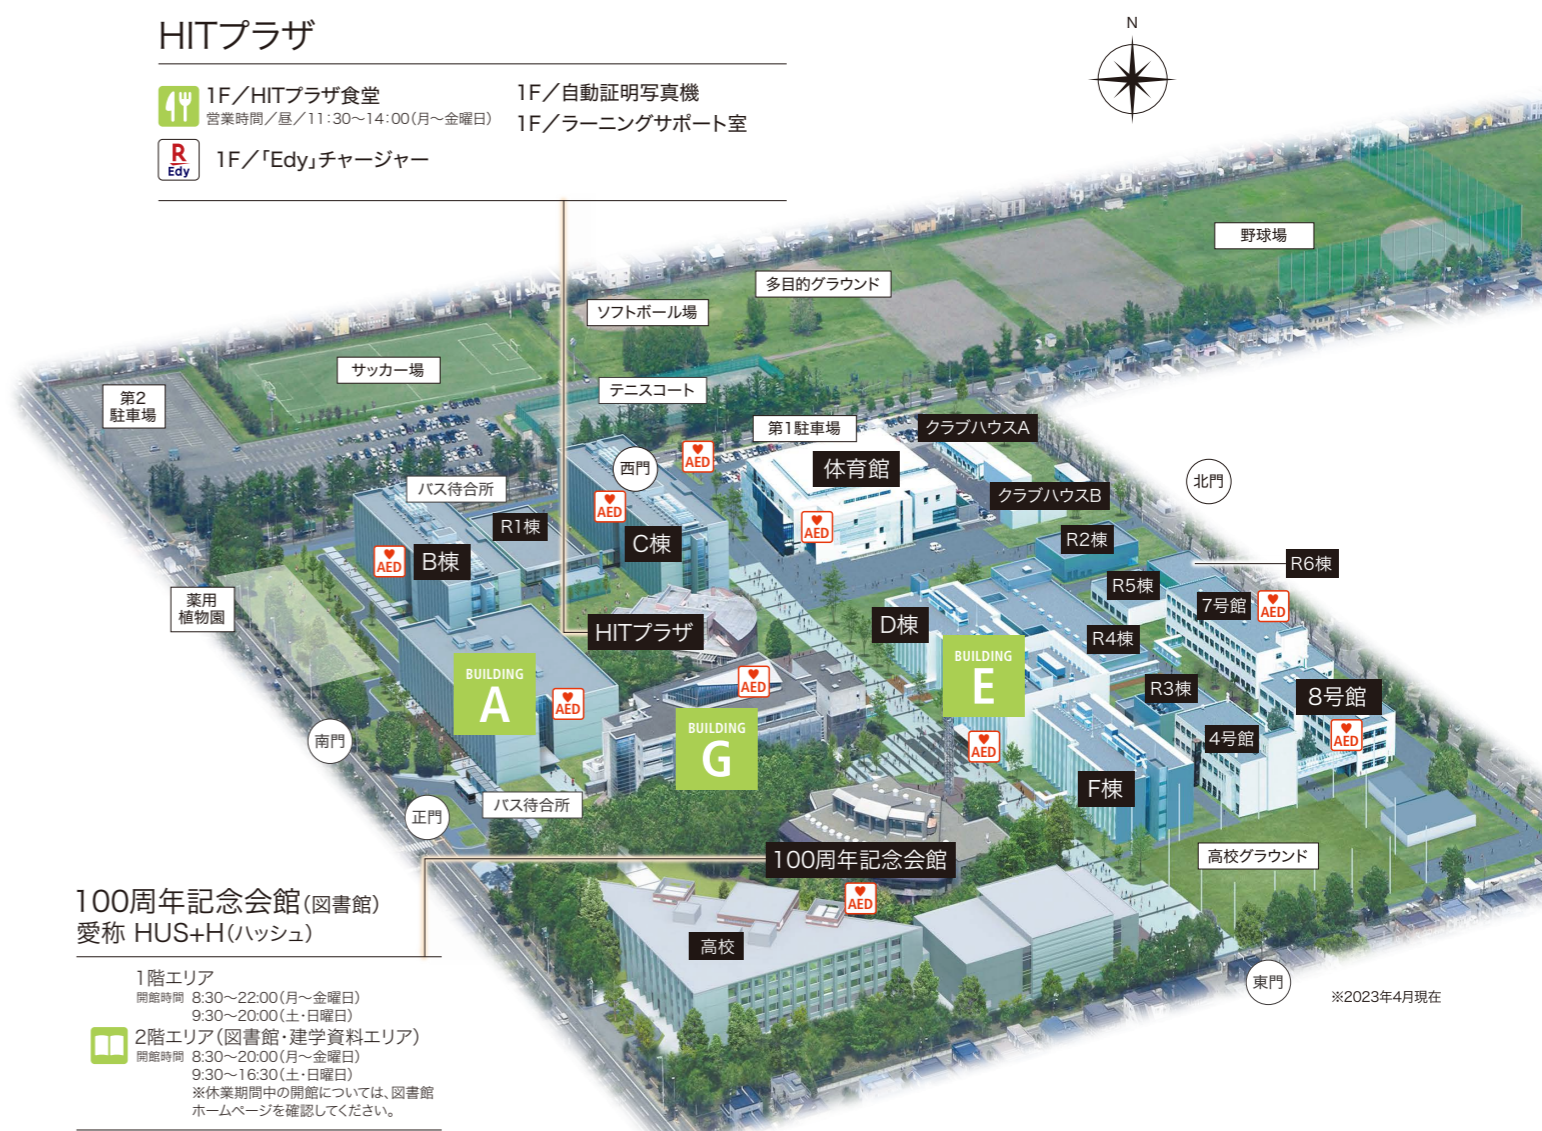 HITプラザ
1F／HITプラザ食堂
営業時間／昼／11：30〜14：00（月〜金曜日）
1F／自動証明写真機
1F／ラーニングサポート室
R
Edy
1F／「Edy」チャージャー
N
野球場
多目的グラウンド
ソフトボール場
サッカー場
テニスコート
第2
駐車場
第1駐車場
クラブハウスA
体育館
西門
AED
北門
バス待合所
クラブハウスB
AED
R1棟
AED
C棟
R2棟
B棟
AED
R6棟
R5棟
7号館
AED
薬用
植物園
HITプラザ
D棟
R4棟
BUILDING
E
BUILDING
A
AED
AED
R3棟
8号館
BUILDING
G
南門
AED
4号館
AED
F棟
バス待合所
正門
100周年記念会館
高校グラウンド
AED
高校
東門
※2023年4月現在
100周年記念会館（図書館）
愛称 HUS+H（ハッシュ）
1階エリア
開館時間 8:30〜22:00（月〜金曜日）
9:30〜20:00（土・日曜日）
2階エリア（図書館・建学資料エリア）
開館時間 8:30〜20:00（月〜金曜日）
9:30〜16:30（土・日曜日）
※休業期間中の開館については、図書館
ホームページを確認してください。